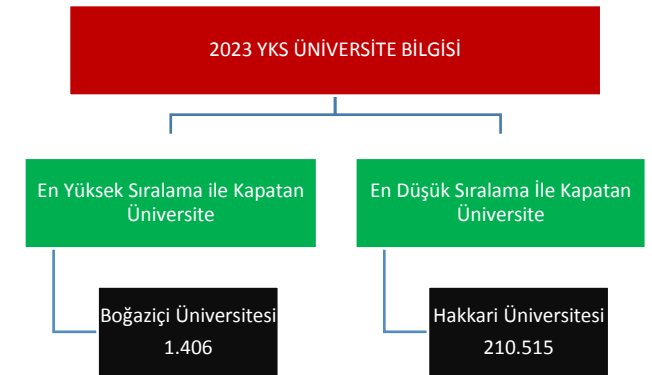 2023 YKS ÜNİVERSİTE BİLGİSİ
En Yüksek Sıralama ile Kapatan
Üniversite
En Düşük Sıralama İle Kapatan
Üniversite
Boğaziçi Üniversitesi
1.406
Hakkari Üniversitesi
210.515